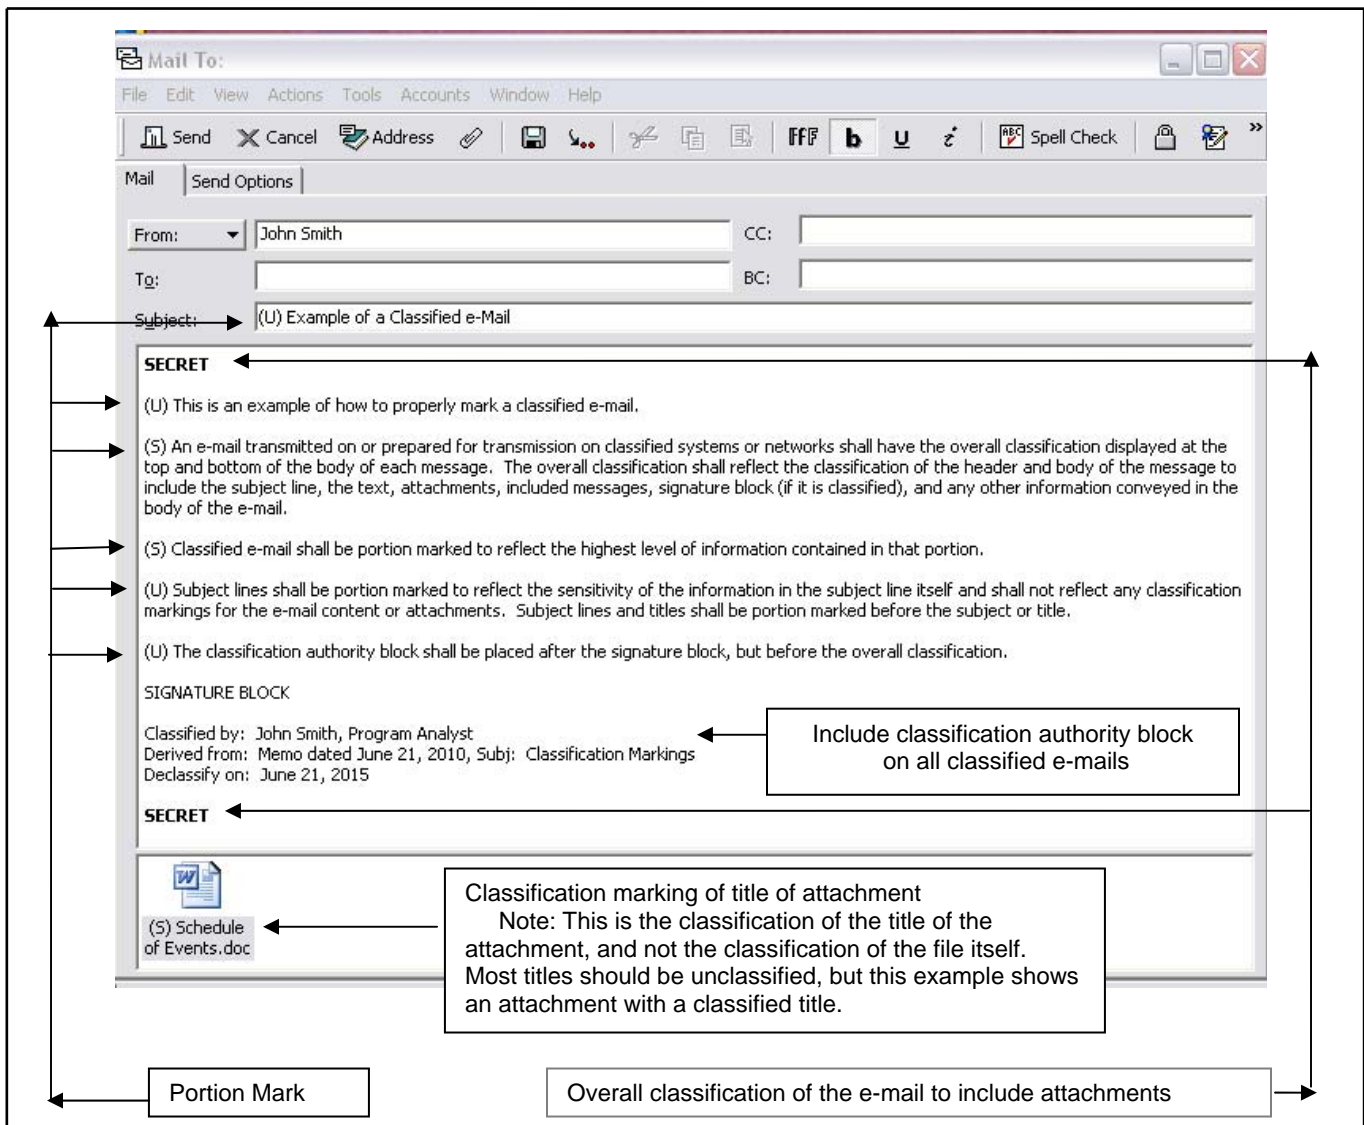 Mail To:
File Edit View Actions Tools Accounts Window Help
Send Cancel Address FFF b U i ABC Spell Check »
Mail Send Options
From: John Smith CC:
To: BC:
Subject: (U) Example of a Classified e-Mail
SECRET
(U) This is an example of how to properly mark a classified e-mail.
(S) An e-mail transmitted on or prepared for transmission on classified systems or networks shall have the overall classification displayed at the
top and bottom of the body of each message. The overall classification shall reflect the classification of the header and body of the message to
include the subject line, the text, attachments, included messages, signature block (if it is classified), and any other information conveyed in the
body of the e-mail.
(S) Classified e-mail shall be portion marked to reflect the highest level of information contained in that portion.
(U) Subject lines shall be portion marked to reflect the sensitivity of the information in the subject line itself and shall not reflect any classification
markings for the e-mail content or attachments. Subject lines and titles shall be portion marked before the subject or title.
(U) The classification authority block shall be placed after the signature block, but before the overall classification.
SIGNATURE BLOCK
Classified by: John Smith, Program Analyst
Derived from: Memo dated June 21, 2010, Subj: Classification Markings
Declassify on: June 21, 2015
Include classification authority block
on all classified e-mails
SECRET
W
(S) Schedule
of Events.doc
Classification marking of title of attachment
Note: This is the classification of the title of the
attachment, and not the classification of the file itself.
Most titles should be unclassified, but this example shows
an attachment with a classified title.
Portion Mark
Overall classification of the e-mail to include attachments